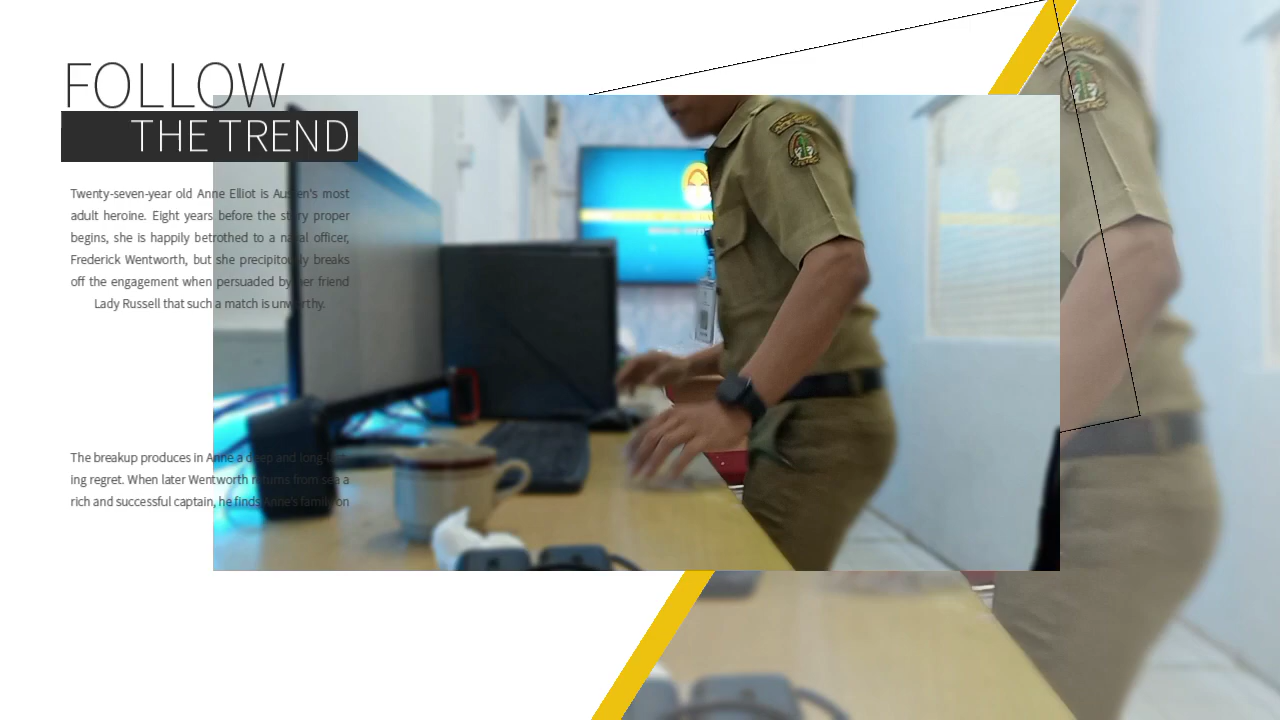 FOLLOW
THE TREND
Twenty-seven-year old Anne Elliot is Austen's most
adult heroine. Eight years before the story proper
begins, she is happily betrothed to a naval officer,
Frederick Wentworth, but she precipitously breaks
off the engagement when persuaded by her friend
Lady Russell that such a match is unworthy.
The breakup produces in Anne a deep and long-last-
ing regret. When later Wentworth returns from sea a
rich and successful captain, he finds Anne's family on